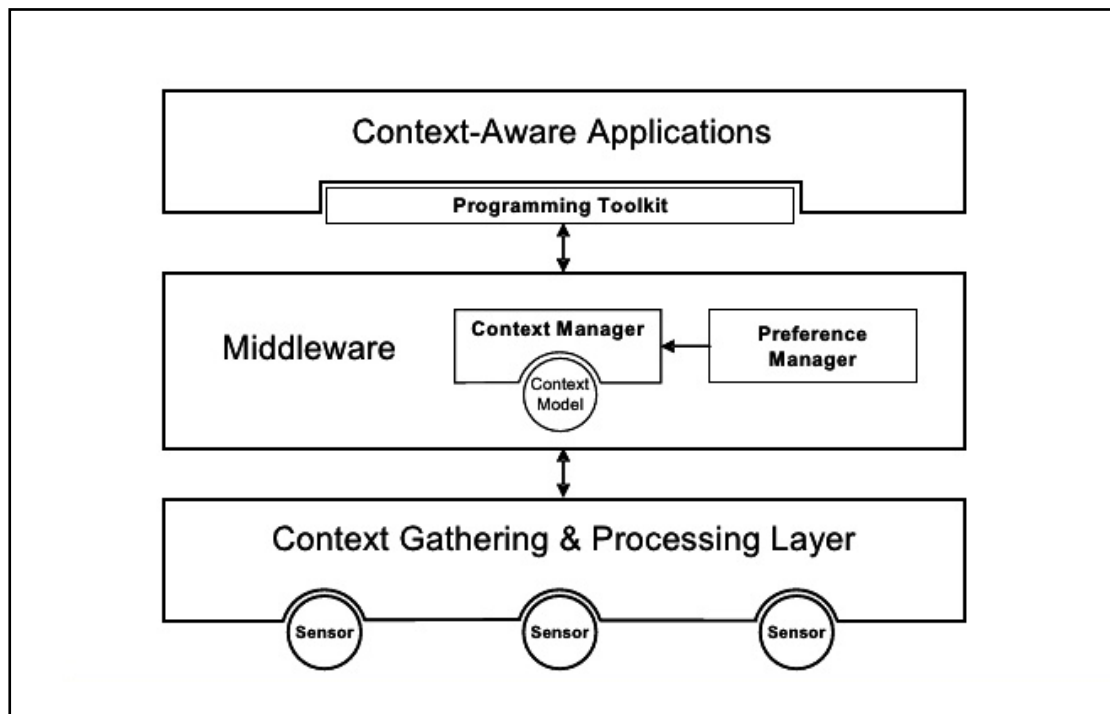 Context-Aware Applications
Programming Toolkit
Middleware
Context Manager
Context
Model
Preference
Manager
Context Gathering & Processing Layer
Sensor
Sensor
Sensor